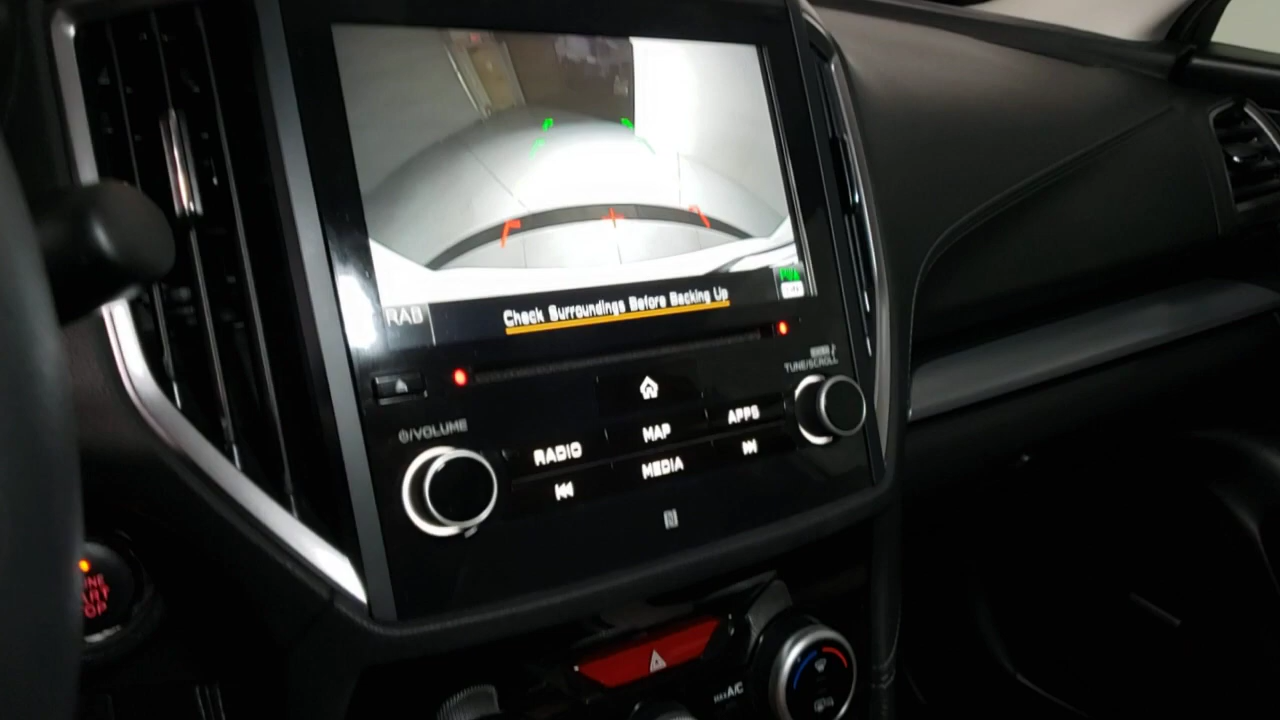 RAB
Check Surroundings Before Backing Up
TUNE/SCROLL
/VOLUME
RADIO
MAP
APPS
MEDIA
A/C